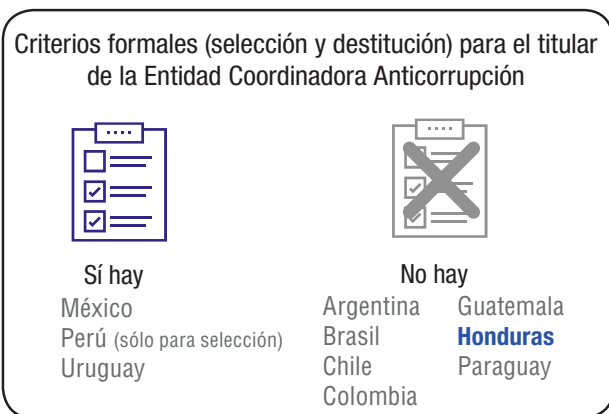 Criterios formales (selección y destitución) para el titular
de la Entidad Coordinadora Anticorrupción
Sí hay
México
Perú (sólo para selección)
Uruguay
No hay
Argentina
Brasil
Chile
Colombia
Guatemala
Honduras
Paraguay